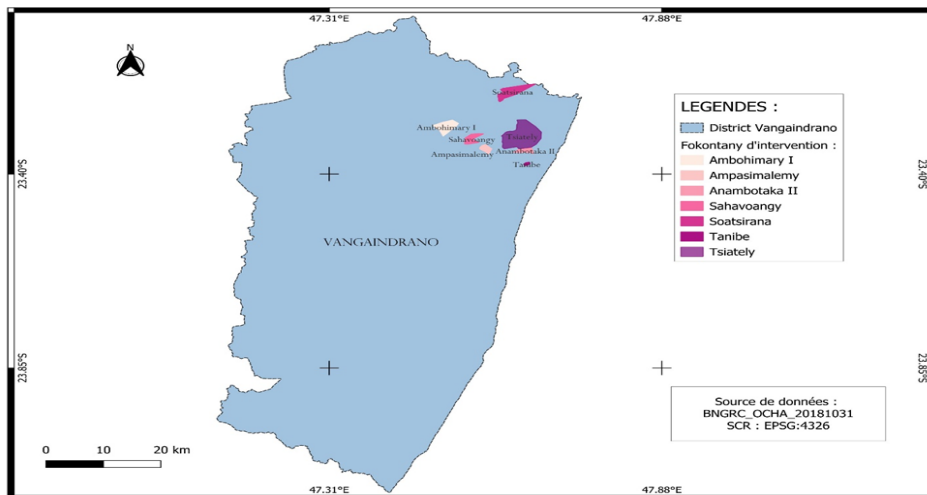 47.31°E
47.88°E
N
Soatsirana
Ambohimary I
Tsiately
Sahavoangy
Ampasimalemy
Anambotaka II
Tanibe
23.40°S
23.40°S
VANGAINDRANO
23.85°S
23.85°S
LEGENDES :
District Vangaindrano
Fokontany d'intervention :
Ambohimary I
Ampasimalemy
Anambotaka II
Sahavoangy
Soatsirana
Tanibe
Tsiately
Source de données :
BNGRC_OCHA_20181031
SCR : EPSG:4326
0 10 20 km
47.31°E
47.88°E